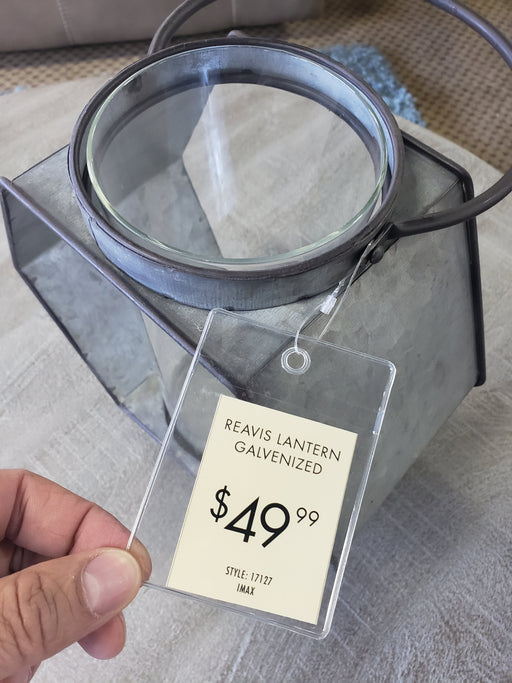 REAVIS LANTERN
GALVENIZED
$49.99
STYLE: 17127
IMAX